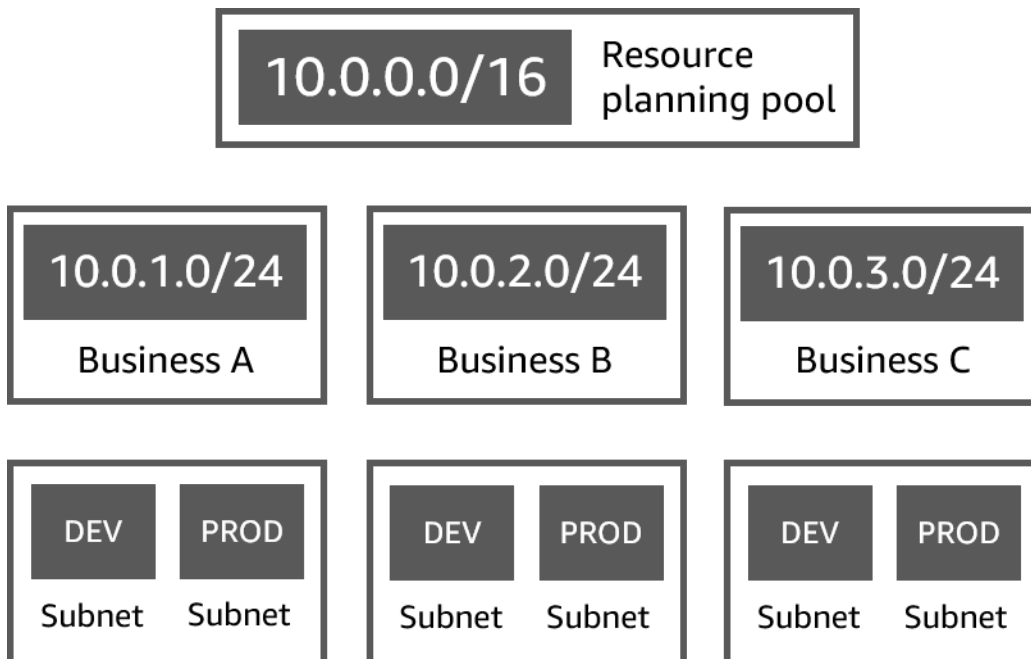 10.0.0.0/16
Resource
planning pool
10.0.1.0/24
Business A
10.0.2.0/24
Business B
10.0.3.0/24
Business C
DEV
PROD
Subnet
Subnet
DEV
PROD
Subnet
Subnet
DEV
PROD
Subnet
Subnet